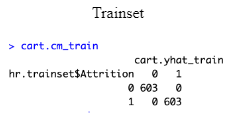 Trainset
> cart.cm_train
cart.yhat_train
hr.trainset$Attrition 0 1
0 603 0
1 0 603